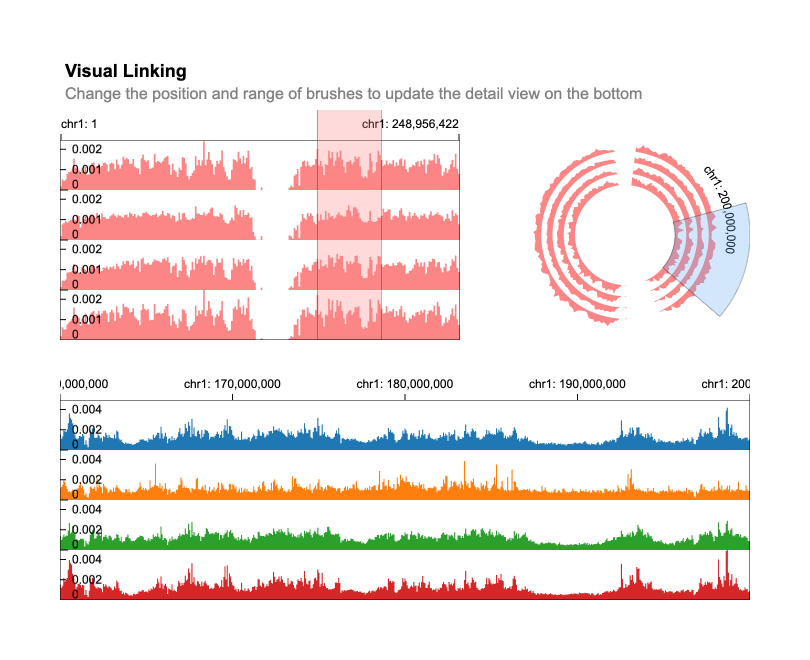 Visual Linking
Change the position and range of brushes to update the detail view on the bottom
chr1: 1
chr1: 248,956,422
0.002
0.001
0
0.002
0.001
0
0.002
0.001
0
0.002
0.001
0
chr1: 200,000,000
0,000,000
chr1: 170,000,000
chr1: 180,000,000
chr1: 190,000,000
chr1: 200
0.004
0.002
0
0.004
0.002
0
0.004
0.002
0
0.004
0.002
0